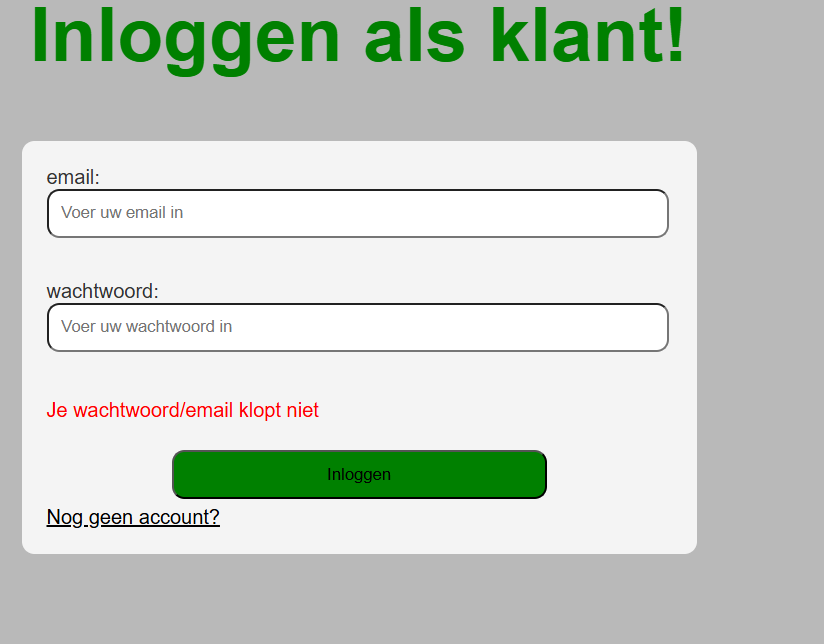 Inloggen als klant!
email:
Voer uw email in
wachtwoord:
Voer uw wachtwoord in
Je wachtwoord/email klopt niet
Inloggen
Nog geen account?